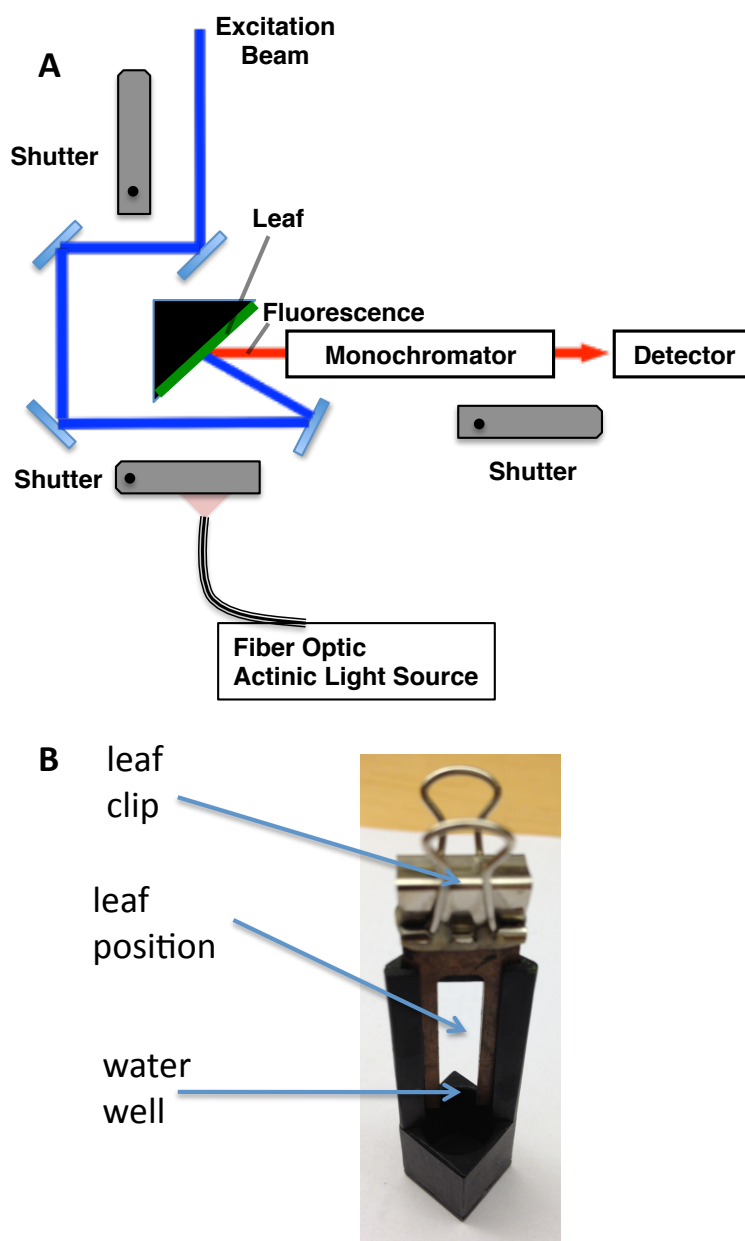 A
Excitation
Beam
Shutter
Leaf
Fluorescence
Monochromator
Detector
Shutter
Shutter
Fiber Optic
Actinic Light Source
B
leaf
clip
leaf
position
water
well